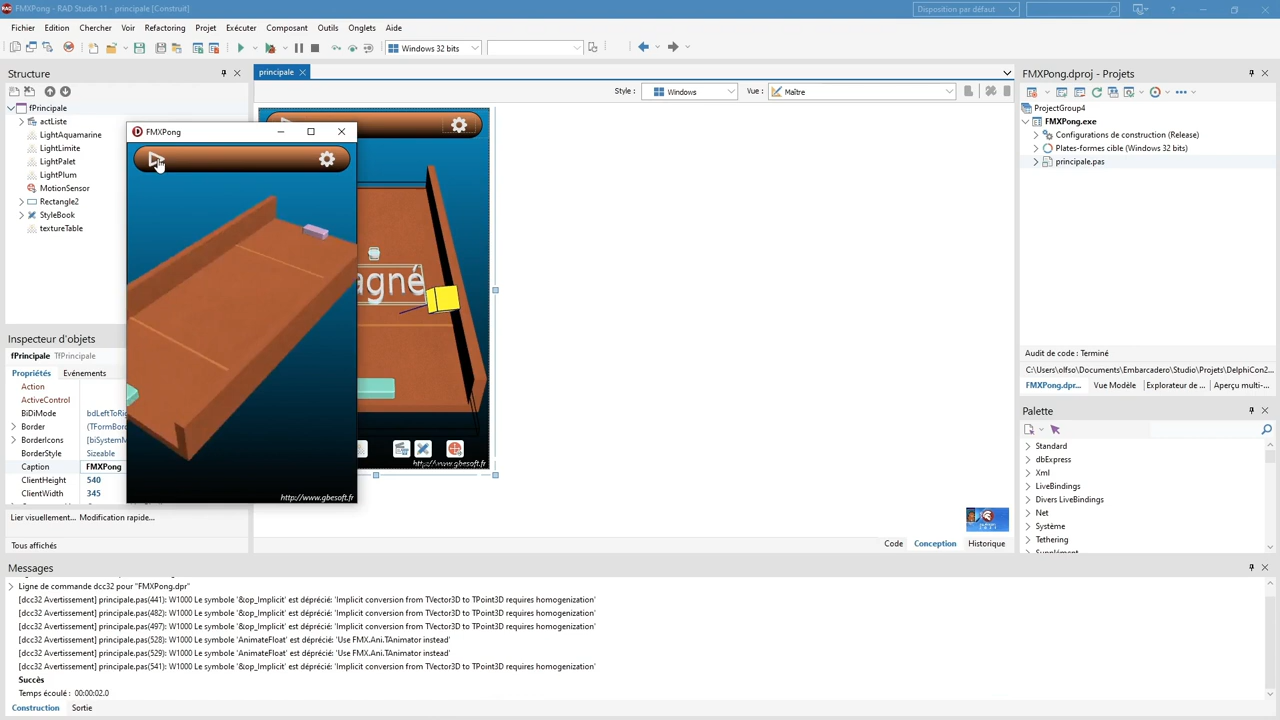 FMXPong - RAD Studio 11 - principale [Construit]
Disposition par défaut
Fichier Edition Chercher Voir Refactoring Projet Exécuter Composant Outils Onglets Aide
Windows 32 bits
Structure
principale
FMXPong.dproj - Projets
Style : Windows Vue : Maître
fPrincipale
actListe
LightAquamarine
LightLimite
LightPalet
LightPlum
MotionSensor
Rectangle2
StyleBook
textureTable
FMXPong
http://www.gbesoft.fr
agné
http://www.gbesoft.fr
ProjectGroup4
FMXPong.exe
Configurations de construction (Release)
Plates-formes cible (Windows 32 bits)
principale.pas
Inspecteur d'objets
fPrincipale TfPrincipale
Propriétés Evénements
Action
ActiveControl
BiDiMode bdLeftToRi
Border (TFormBor
BorderIcons [biSystemM
BorderStyle Sizeable
Caption FMXPong
ClientHeight 540
ClientWidth 345
Lier visuellement... Modification rapide...
Tous affichés
Audit de code : Terminé
C:\Users\olfso\Documents\Embarcadero\Studio\Projets\DelphiCon2
FMXPong.dpr... Vue Modèle Explorateur de ... Aperçu multi-...
Palette
Standard
dbExpress
Xml
LiveBindings
Divers LiveBindings
Net
Système
Tethering
Code Conception Historique
Messages
Ligne de commande dcc32 pour "FMXPong.dpr"
[dcc32 Avertissement] principale.pas(441): W1000 Le symbole '&op_Implicit' est déprécié: 'Implicit conversion from TVector3D to TPoint3D requires homogenization'
[dcc32 Avertissement] principale.pas(482): W1000 Le symbole '&op_Implicit' est déprécié: 'Implicit conversion from TVector3D to TPoint3D requires homogenization'
[dcc32 Avertissement] principale.pas(497): W1000 Le symbole '&op_Implicit' est déprécié: 'Implicit conversion from TVector3D to TPoint3D requires homogenization'
[dcc32 Avertissement] principale.pas(528): W1000 Le symbole 'AnimateFloat' est déprécié: 'Use FMX.Ani.TAnimator instead'
[dcc32 Avertissement] principale.pas(529): W1000 Le symbole 'AnimateFloat' est déprécié: 'Use FMX.Ani.TAnimator instead'
[dcc32 Avertissement] principale.pas(541): W1000 Le symbole '&op_Implicit' est déprécié: 'Implicit conversion from TVector3D to TPoint3D requires homogenization'
Succès
Temps écoulé : 00:00:02.0
Construction Sortie